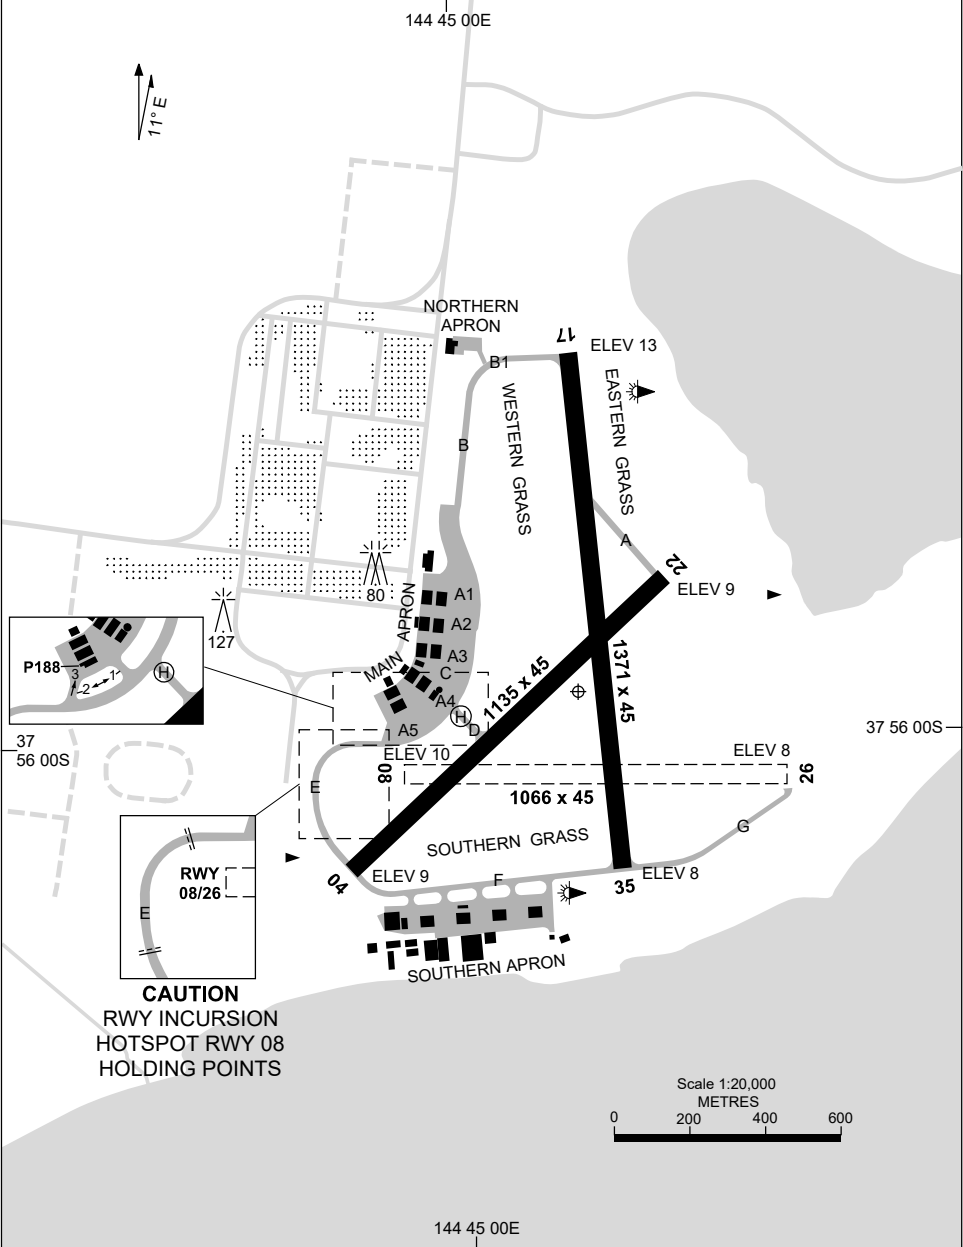 144 45 00E
11° E
NORTHERN
APRON
17
ELEV 13
B1
WESTERN GRASS
EASTERN GRASS
B
A
22
ELEV 9
80
127
A1
A2
A3
MAIN APRON
C
A4
H
D
A5
1135 x 45
1371 x 45
P188
3
2
1
H
37
56 00S
37 56 00S
ELEV 10
08
ELEV 8
26
1066 x 45
E
G
SOUTHERN GRASS
04
ELEV 9
F
35
ELEV 8
RWY
08/26
E
SOUTHERN APRON
CAUTION
RWY INCURSION
HOTSPOT RWY 08
HOLDING POINTS
Scale 1:20,000
METRES
0 200 400 600
144 45 00E